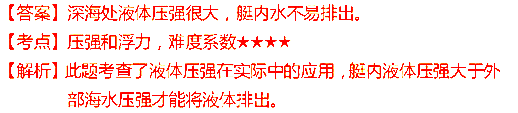 【答案】深海处液体压强很大，艇内水不易排出。
【考点】压强和浮力，难度系数★★★★
【解析】此题考查了液体压强在实际中的应用，艇内液体压强大于外
部海水压强才能将液体排出。